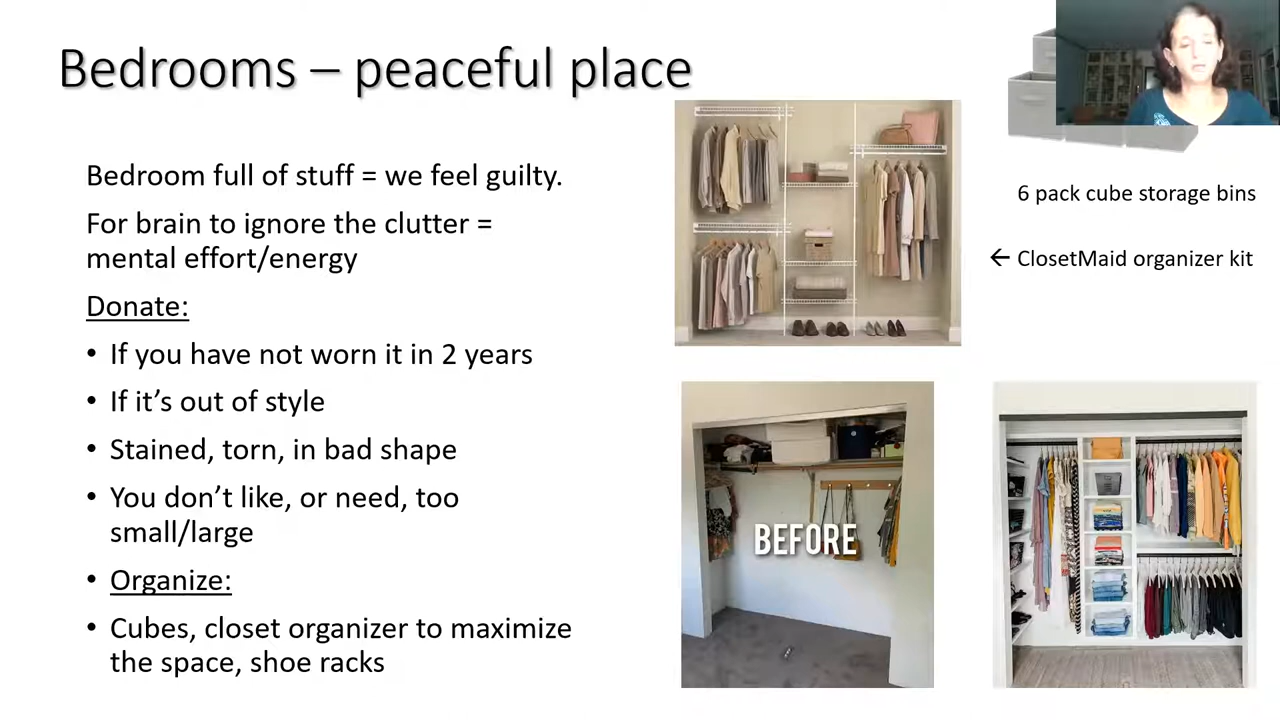 Bedrooms – peaceful place
Bedroom full of stuff = we feel guilty.
For brain to ignore the clutter =
mental effort/energy
Donate:
• If you have not worn it in 2 years
• If it’s out of style
• Stained, torn, in bad shape
• You don’t like, or need, too
small/large
• Organize:
• Cubes, closet organizer to maximize
the space, shoe racks
6 pack cube storage bins
← ClosetMaid organizer kit
BEFORE